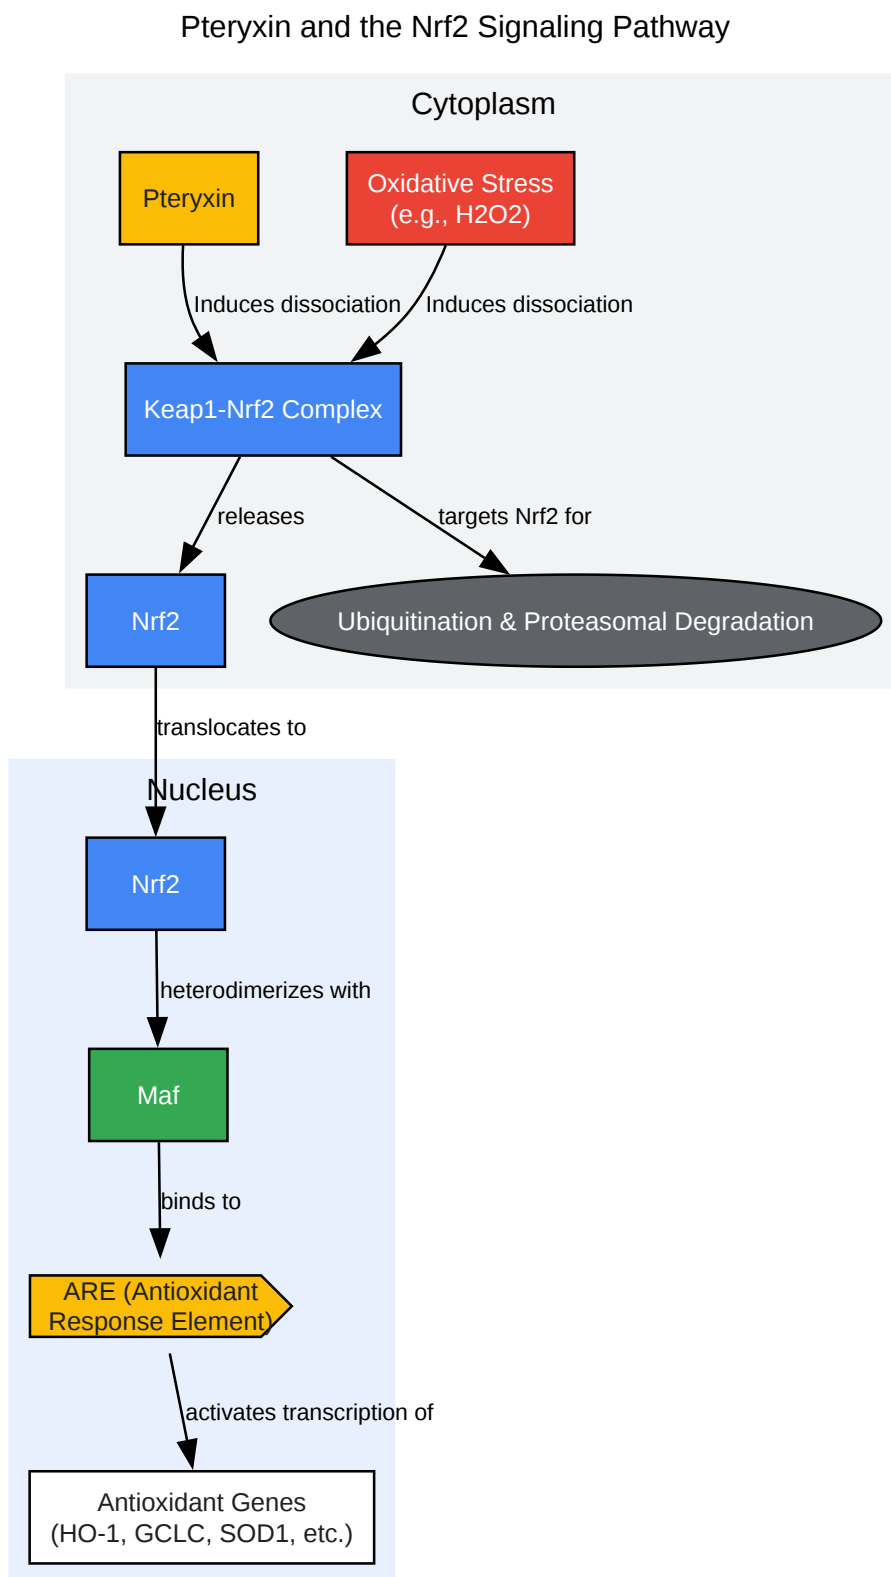 Pteryxin and the Nrf2 Signaling Pathway
Cytoplasm
Pteryxin
Oxidative Stress
(e.g., H2O2)
Induces dissociation
Induces dissociation
Keap1-Nrf2 Complex
releases
targets Nrf2 for
Nrf2
Ubiquitination & Proteasomal Degradation
translocates to
Nucleus
Nrf2
heterodimerizes with
Maf
binds to
ARE (Antioxidant
Response Element)
activates transcription of
Antioxidant Genes
(HO-1, GCLC, SOD1, etc.)